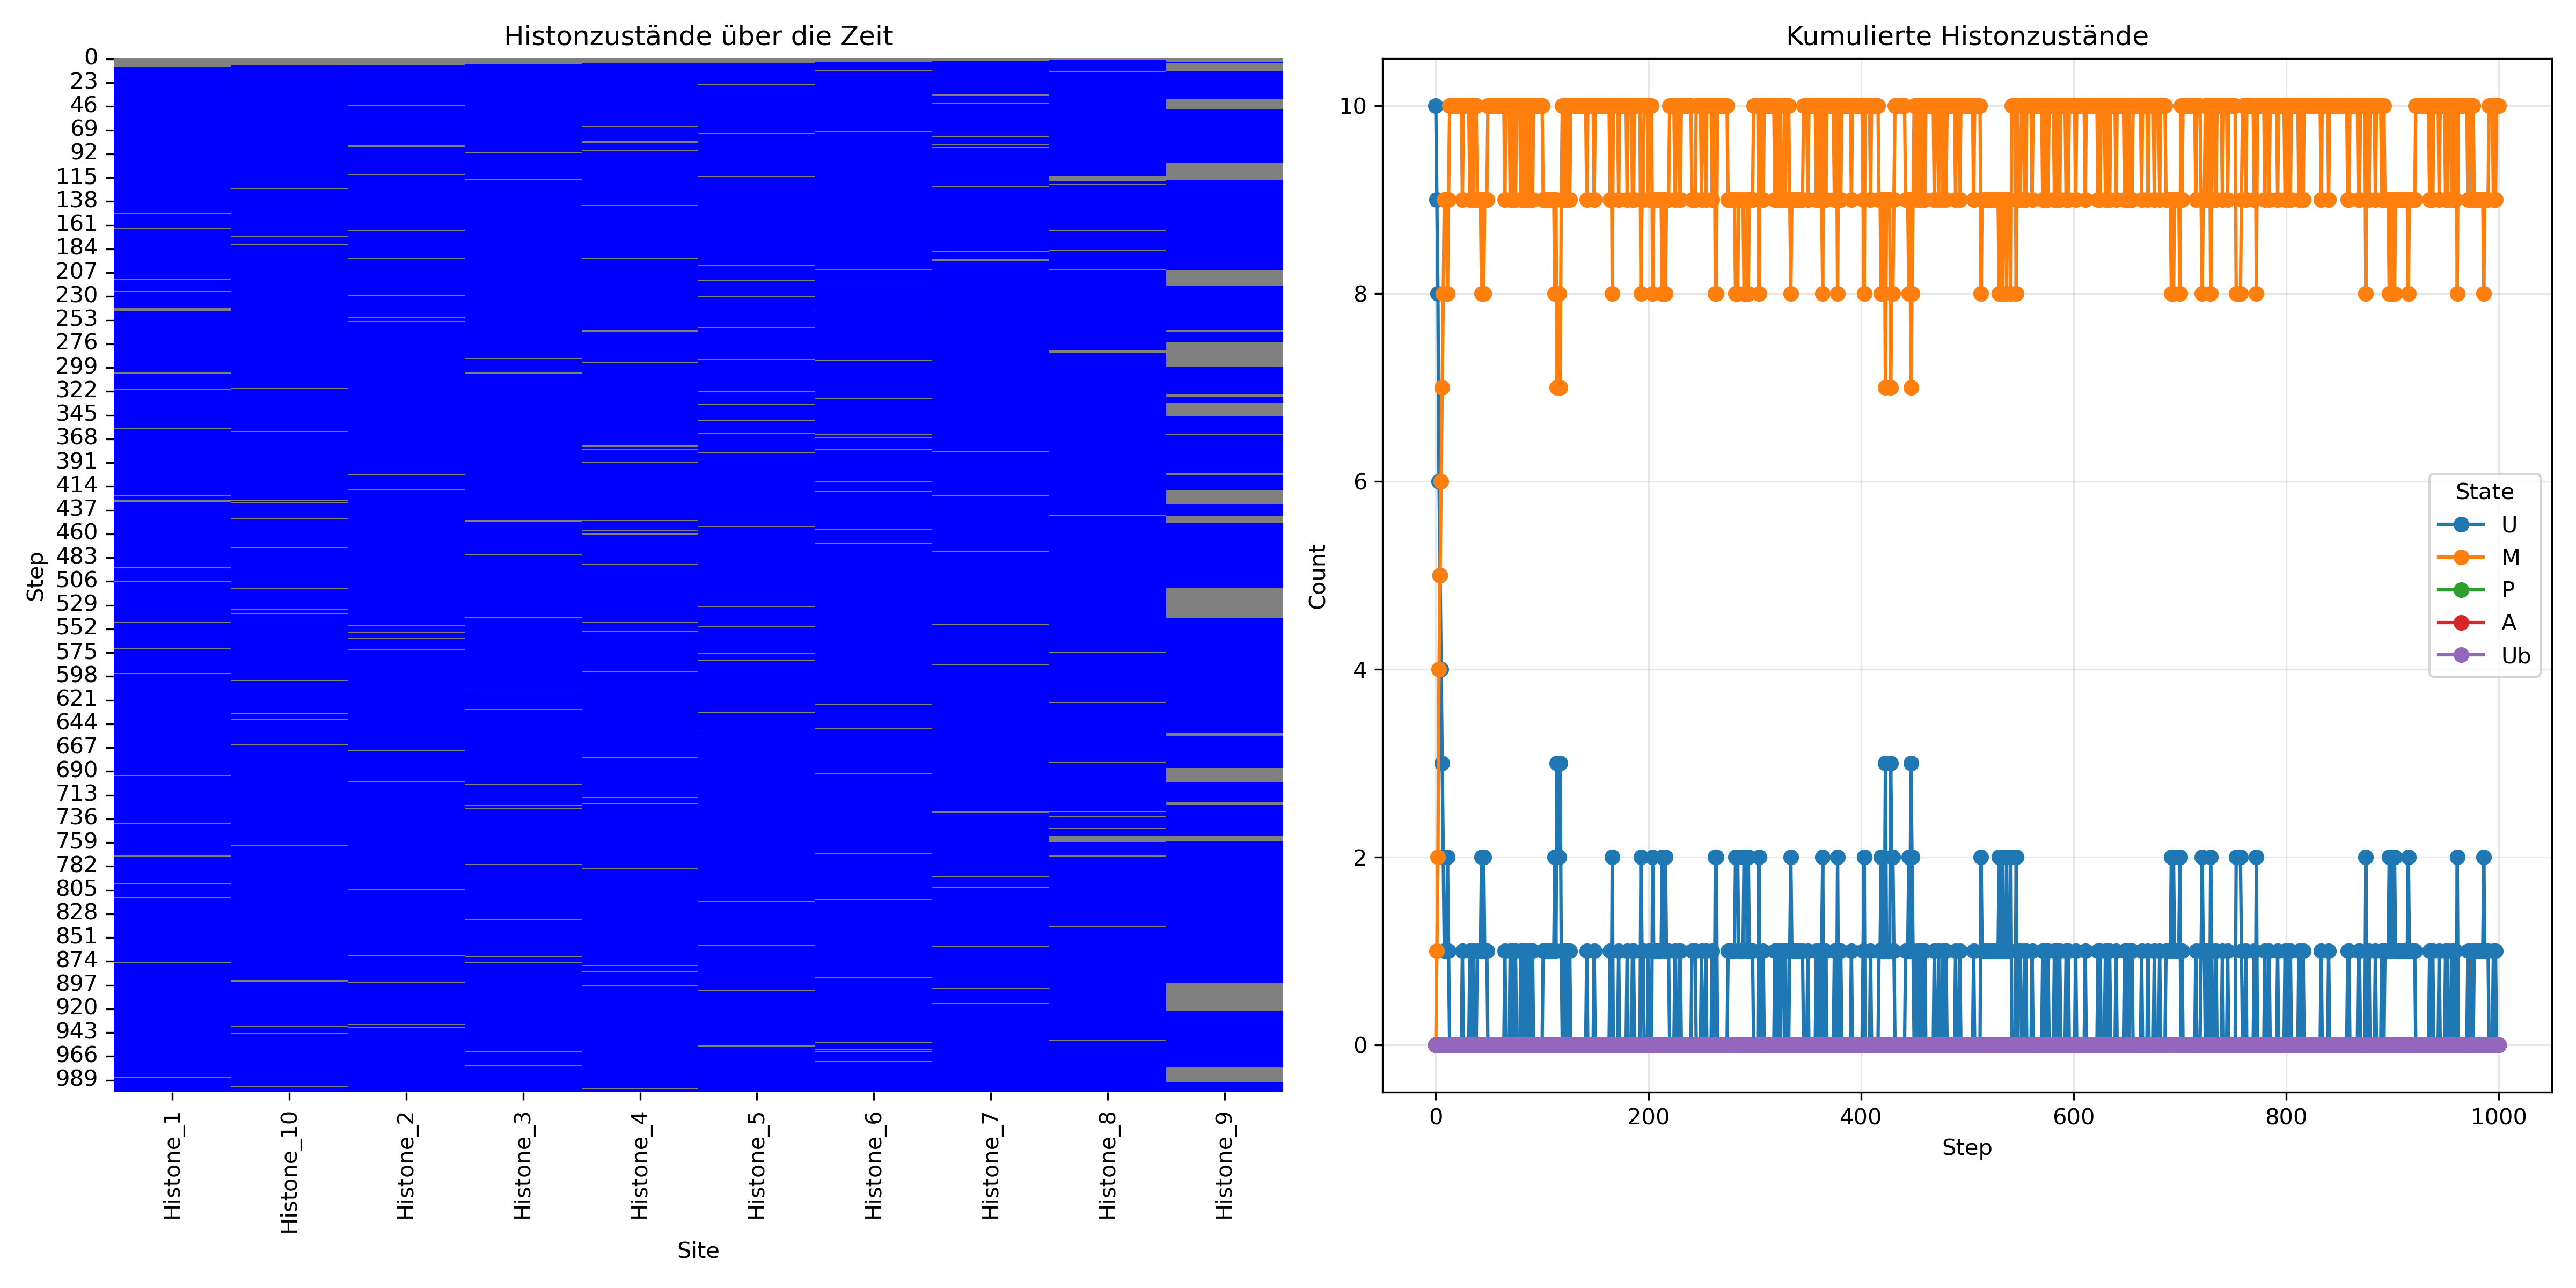 Histonzustände über die Zeit
Step
0
23
46
69
92
115
138
161
184
207
230
253
276
299
322
345
368
391
414
437
460
483
506
529
552
575
598
621
644
667
690
713
736
759
782
805
828
851
874
897
920
943
966
989
Histone_1
Histone_10
Histone_2
Histone_3
Histone_4
Histone_5
Histone_6
Histone_7
Histone_8
Histone_9
Site
Kumulierte Histonzustände
Count
10
8
6
4
2
0
0
200
400
600
800
1000
Step
State
U
M
P
A
Ub